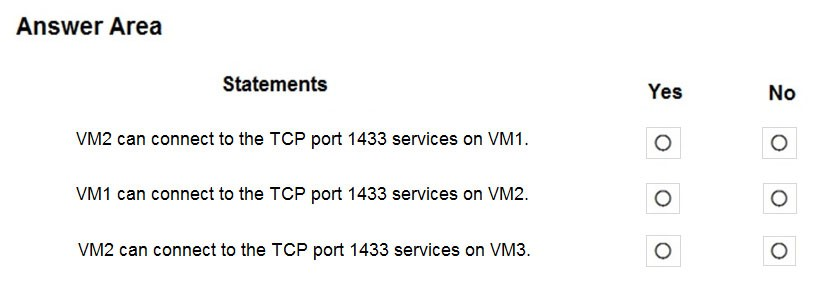 Answer Area
Statements Yes No
VM2 can connect to the TCP port 1433 services on VM1.
VM1 can connect to the TCP port 1433 services on VM2.
VM2 can connect to the TCP port 1433 services on VM3.